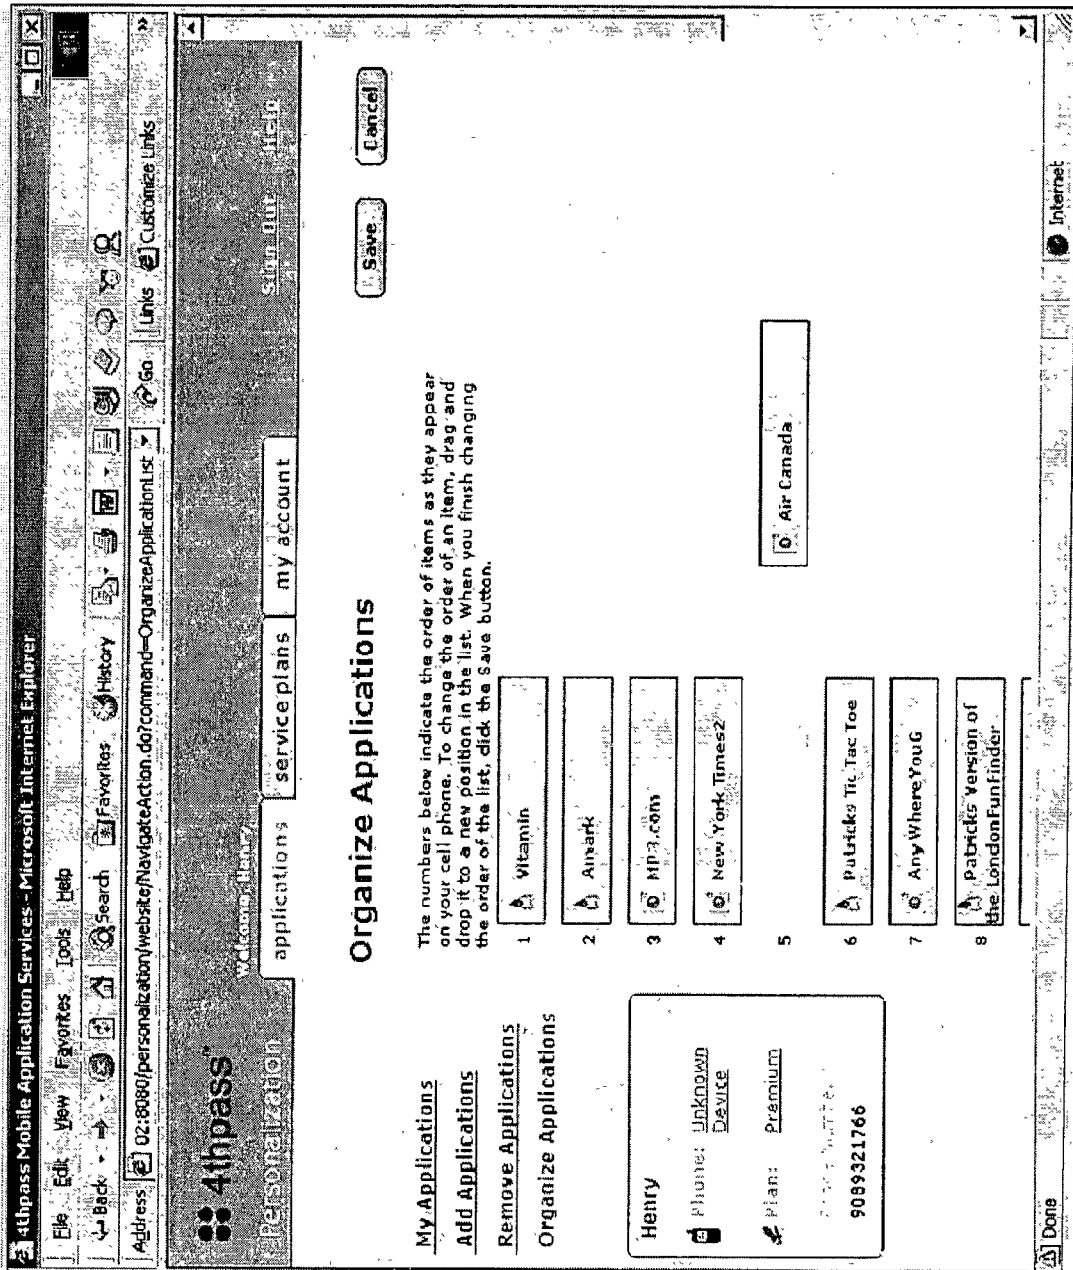 4thpass Mobile Application Services - Microsoft Internet Explorer
File Edit View Favorites Tools Help
Back Search Favorites History
Address 02:8080/personalization/website/NavigateAction.do?command=OrganizeApplicationList Go Links Customize Links
4thpass™
Personalization
Welcome, Henry
applications service plans my account
Sign Out Help
My Applications
Add Applications
Remove Applications
Organize Applications
Henry
Phone: Unknown
Device
Plan: Premium
Phone Number
9089321766
Organize Applications
Save Cancel
The numbers below indicate the order of items as they appear
on your cell phone. To change the order of an item, drag and
drop it to a new position in the list. When you finish changing
the order of the list, click the Save button.
1 Vitamin
2 Amark
3 MP3.com
4 New York Times2
5 Air Canada
6 Patricks Tic Tac Toe
7 AnyWhereYouG
8 Patricks Version of
the LondonFunFinder
Done Internet